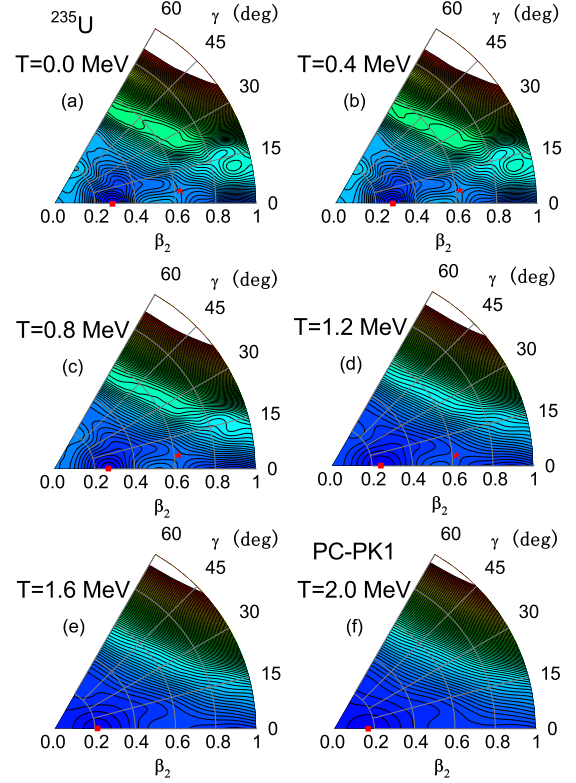 ²³⁵U
T=0.0 MeV
(a)
60 γ (deg)
45
30
15
0
0.0 0.2 0.4 0.6 0.8 1
β₂
T=0.4 MeV
(b)
60 γ (deg)
45
30
15
0
0.0 0.2 0.4 0.6 0.8 1
β₂
T=0.8 MeV
(c)
60 γ (deg)
45
30
15
0
0.0 0.2 0.4 0.6 0.8 1
β₂
T=1.2 MeV
(d)
60 γ (deg)
45
30
15
0
0.0 0.2 0.4 0.6 0.8 1
β₂
T=1.6 MeV
(e)
60 γ (deg)
45
30
15
0
0.0 0.2 0.4 0.6 0.8 1
β₂
PC-PK1
T=2.0 MeV
(f)
60 γ (deg)
45
30
15
0
0.0 0.2 0.4 0.6 0.8 1
β₂